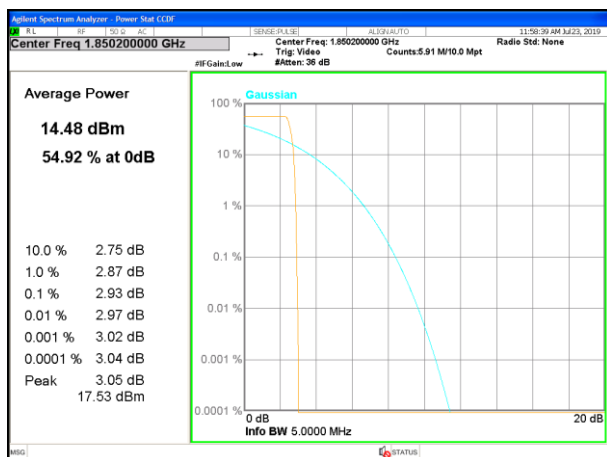 Agilent Spectrum Analyzer - Power Stat CCDF
RL RF 50 Ω AC SENSE:PULSE ALIGNAUTO 11:58:39 AM Jul23, 2019
Center Freq 1.850200000 GHz Center Freq: 1.850200000 GHz Radio Std: None
Trig: Video Counts:5.91 M/10.0 Mpt
#IFGain:Low #Atten: 36 dB
Average Power
14.48 dBm
54.92 % at 0dB
10.0 % 2.75 dB
1.0 % 2.87 dB
0.1 % 2.93 dB
0.01 % 2.97 dB
0.001 % 3.02 dB
0.0001 % 3.04 dB
Peak 3.05 dB
17.53 dBm
Gaussian
100 %
10 %
1 %
0.1 %
0.01 %
0.001 %
0.0001 %
0 dB 20 dB
Info BW 5.0000 MHz
MSG STATUS